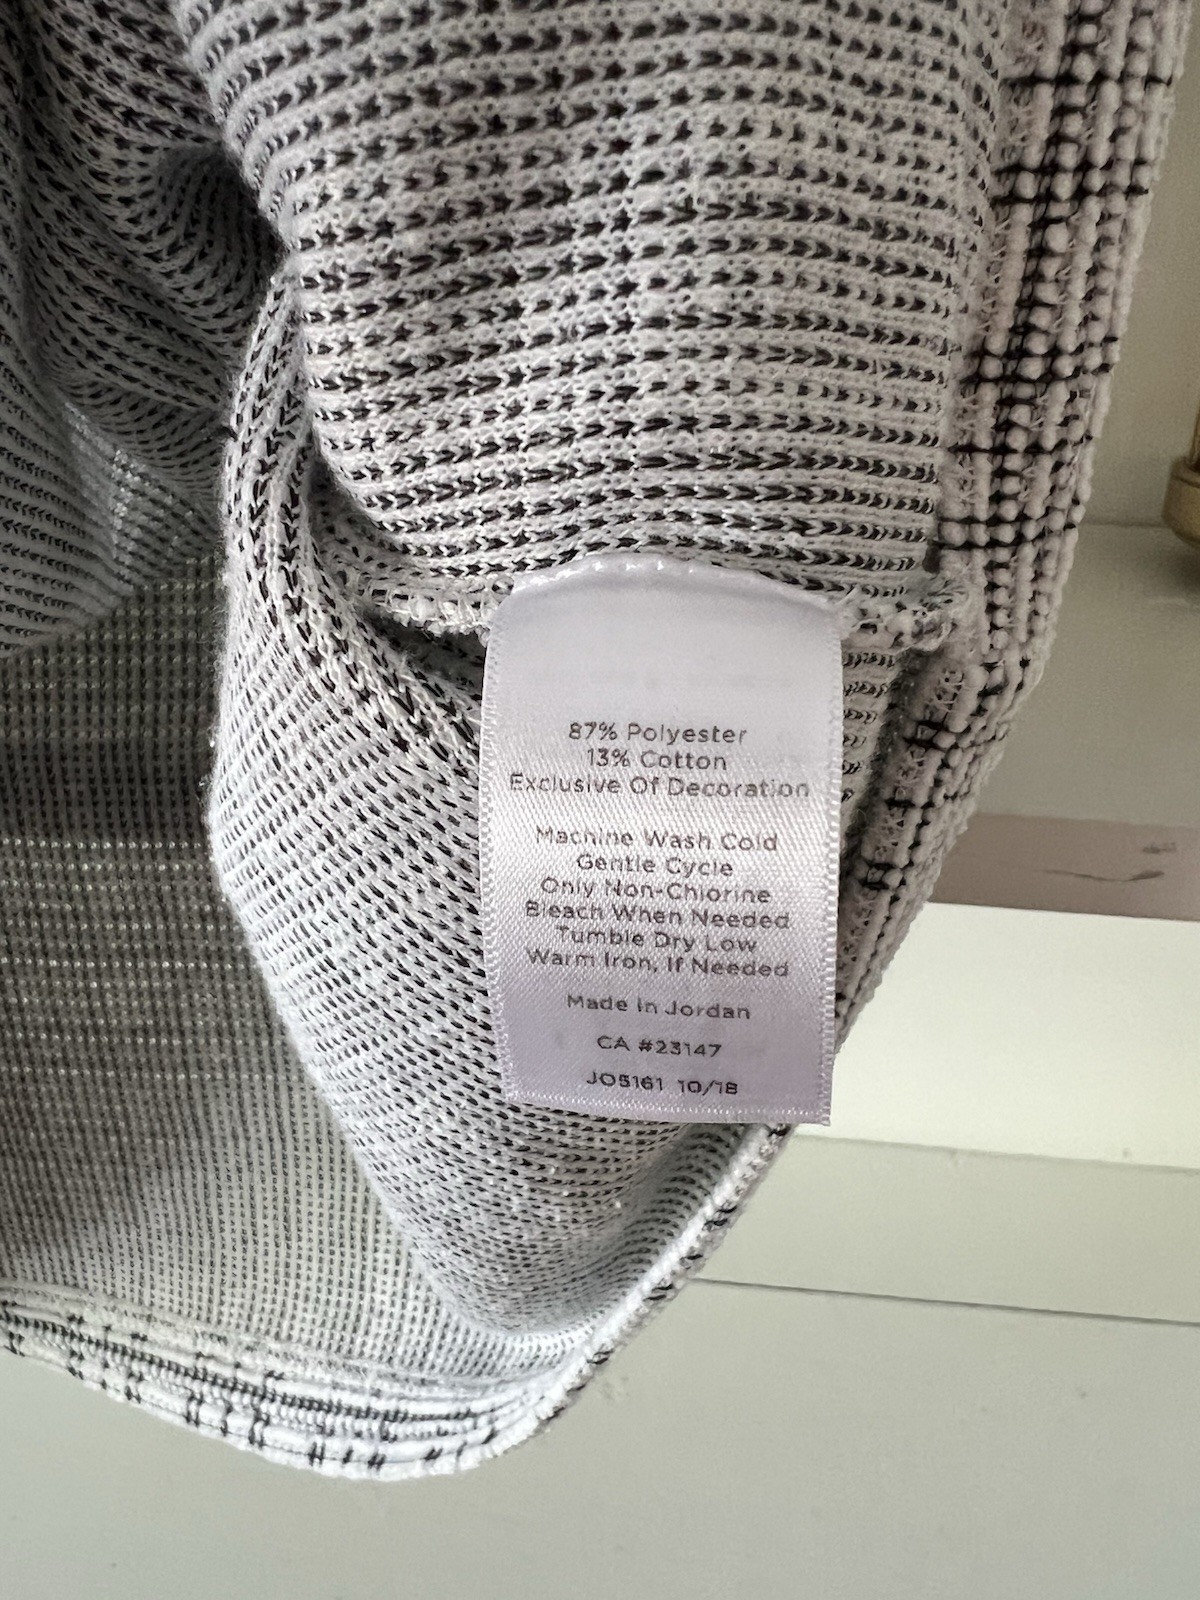 87% Polyester
13% Cotton
Exclusive Of Decoration
Machine Wash Cold
Gentle Cycle
Only Non-Chlorine
Bleach When Needed
Tumble Dry Low
Warm Iron, If Needed
Made in Jordan
CA #23147
JO5161 10/18